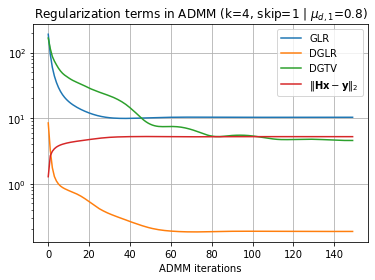 Regularization terms in ADMM (k=4, skip=1 | μ_{d,1}=0.8)
GLR
DGLR
DGTV
‖Hx − y‖₂
10²
10¹
10⁰
0 20 40 60 80 100 120 140
ADMM iterations